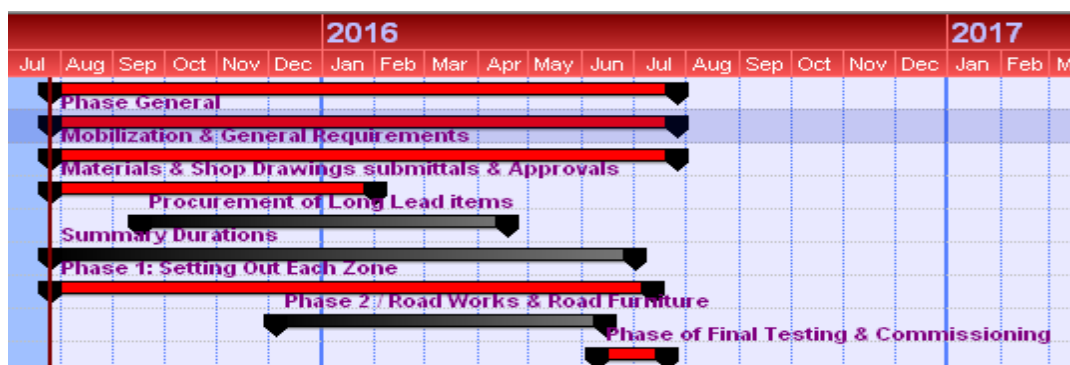 2016 2017
Jul Aug Sep Oct Nov Dec Jan Feb Mar Apr May Jun Jul Aug Sep Oct Nov Dec Jan Feb M
Phase General
Mobilization & General Requirements
Materials & Shop Drawings submittals & Approvals
Procurement of Long Lead items
Summary Durations
Phase 1: Setting Out Each Zone
Phase 2 / Road Works & Road Furniture
Phase of Final Testing & Commissioning